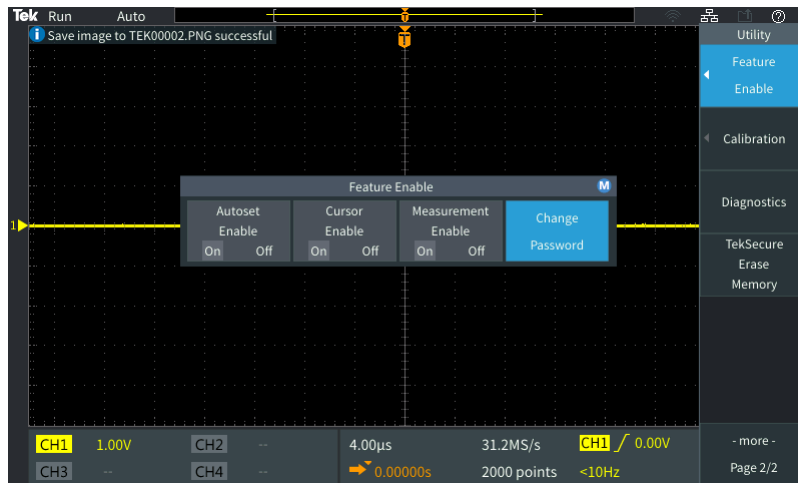 Tek Run Auto T
Save image to TEK00002.PNG successful
T
Utility
Feature
Enable
Calibration
Diagnostics
TekSecure
Erase
Memory
- more -
Page 2/2
Feature Enable M
Autoset
Enable
On Off
Cursor
Enable
On Off
Measurement
Enable
On Off
Change
Password
1
CH1 1.00V CH2 --
CH3 -- CH4 --
4.00µs 31.2MS/s CH1 0.00V
0.00000s 2000 points <10Hz